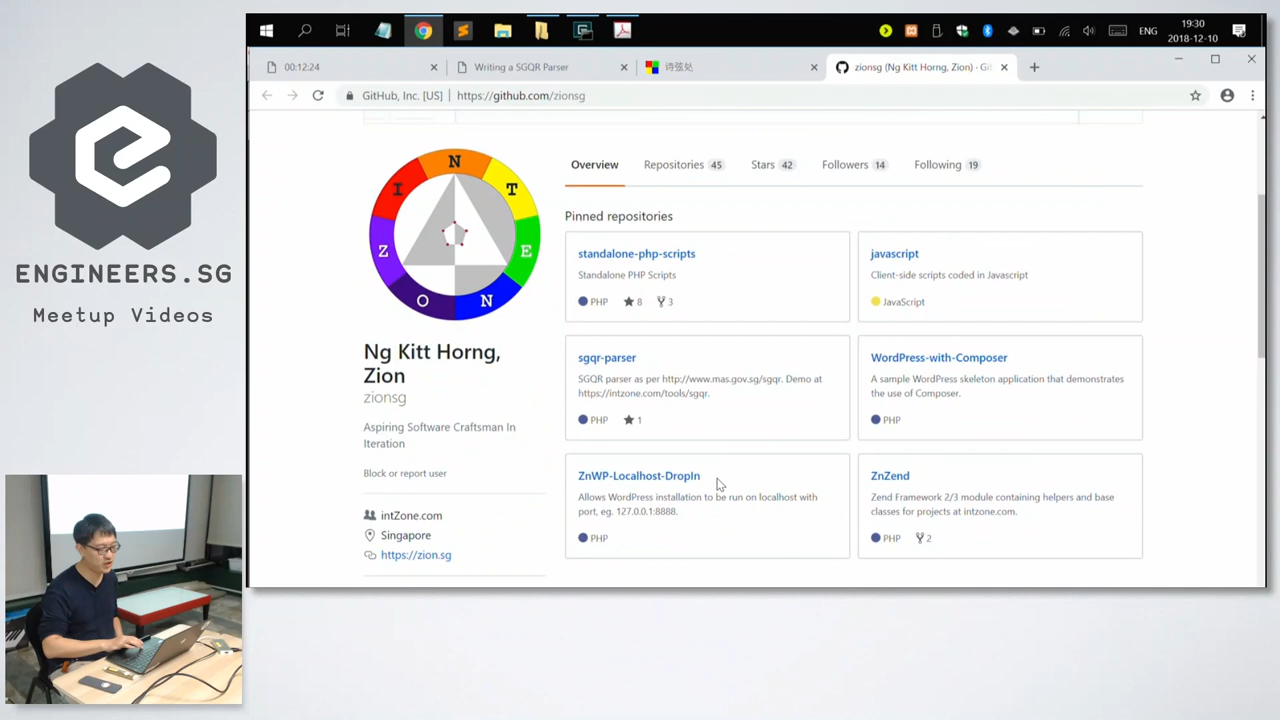 ENGINEERS.SG
Meetup Videos
ENG
19:30
2018-12-10
00:12:24
Writing a SGQR Parser
诗弦处
zionsg (Ng Kitt Horng, Zion) · Git
GitHub, Inc. [US]
https://github.com/zionsg
Z
I
N
T
E
N
O
Ng Kitt Horng,
Zion
zionsg
Aspiring Software Craftsman In
Iteration
Block or report user
intZone.com
Singapore
https://zion.sg
Overview
Repositories 45
Stars 42
Followers 14
Following 19
Pinned repositories
standalone-php-scripts
Standalone PHP Scripts
PHP 8 3
javascript
Client-side scripts coded in Javascript
JavaScript
sgqr-parser
SGQR parser as per http://www.mas.gov.sg/sgqr. Demo at
https://intzone.com/tools/sgqr.
PHP 1
WordPress-with-Composer
A sample WordPress skeleton application that demonstrates
the use of Composer.
PHP
ZnWP-Localhost-DropIn
Allows WordPress installation to be run on localhost with
port, eg. 127.0.0.1:8888.
PHP
ZnZend
Zend Framework 2/3 module containing helpers and base
classes for projects at intzone.com.
PHP 2